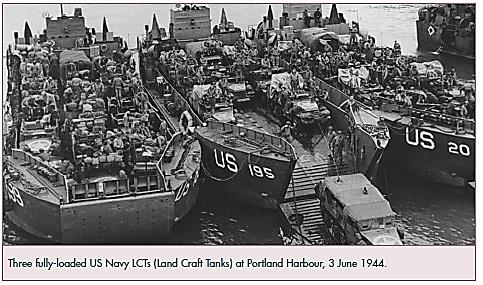 US 195
US 20
Three fully-loaded US Navy LCTs (Land Craft Tanks) at Portland Harbour, 3 June 1944.